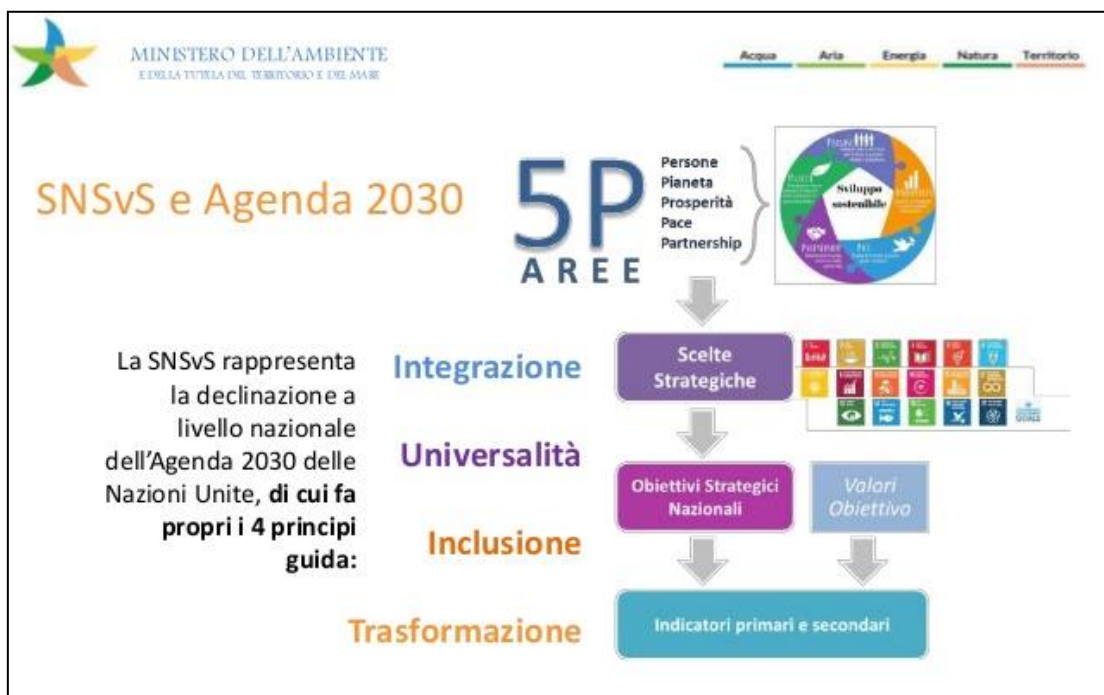 MINISTERO DELL'AMBIENTE
E DELLA TUTELA DEL TERRITORIO E DEL MARE
Acqua
Aria
Energia
Natura
Territorio
SNSvS e Agenda 2030
5P
AREE
Persone
Pianeta
Prosperità
Pace
Partnership
Sviluppo
sostenibile
La SNSvS rappresenta
la declinazione a
livello nazionale
dell'Agenda 2030 delle
Nazioni Unite, di cui fa
propri i 4 principi
guida:
Integrazione
Universalità
Inclusione
Trasformazione
Scelte
Strategiche
Obiettivi Strategici
Nazionali
Valori
Obiettivo
Indicatori primari e secondari
GOALS